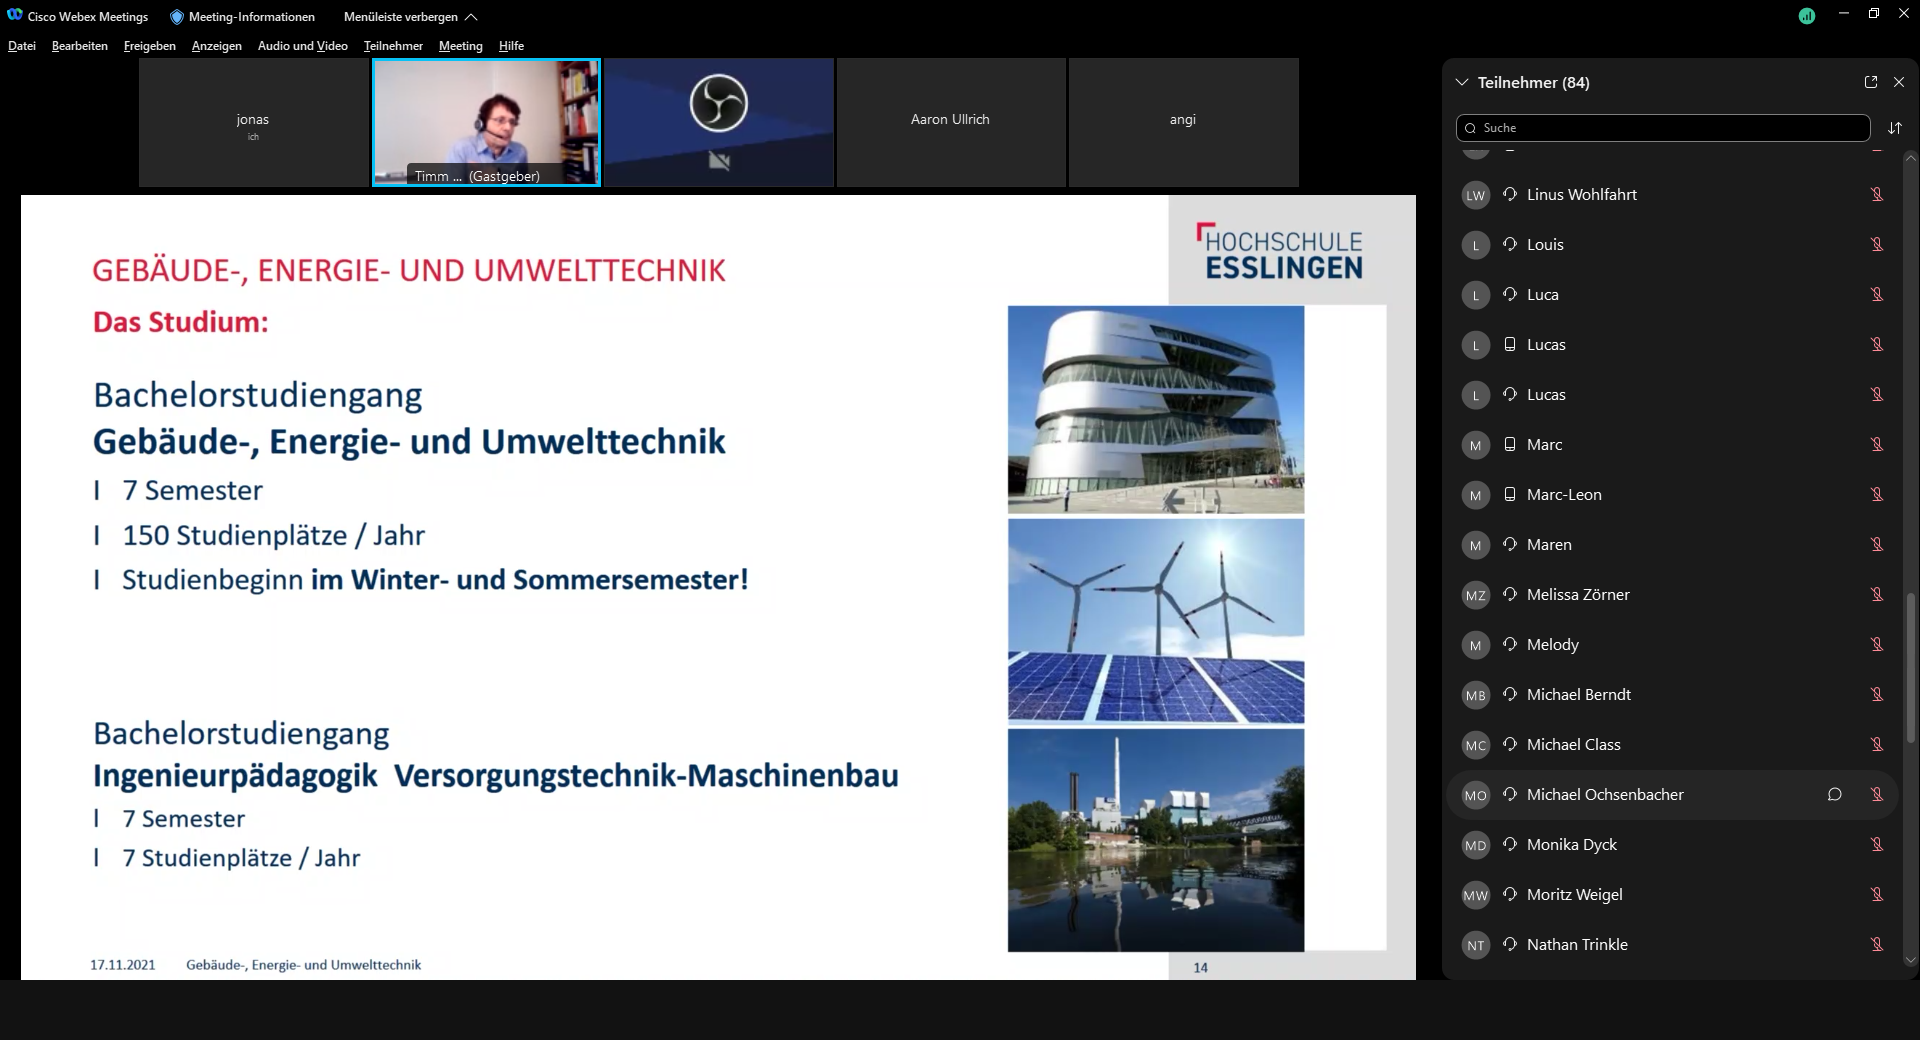 Cisco Webex Meetings
Meeting-Informationen
Menüleiste verbergen
Datei Bearbeiten Freigeben Anzeigen Audio und Video Teilnehmer Meeting Hilfe
jonas
ich
Timm ... (Gastgeber)
Aaron Ullrich
angi
HOCHSCHULE
ESSLINGEN
GEBÄUDE-, ENERGIE- UND UMWELTTECHNIK
Das Studium:
Bachelorstudiengang
Gebäude-, Energie- und Umwelttechnik
l 7 Semester
l 150 Studienplätze / Jahr
l Studienbeginn im Winter- und Sommersemester!
Bachelorstudiengang
Ingenieurpädagogik Versorgungstechnik-Maschinenbau
l 7 Semester
l 7 Studienplätze / Jahr
17.11.2021 Gebäude-, Energie- und Umwelttechnik 14
Teilnehmer (84)
Suche
LW Linus Wohlfahrt
L Louis
L Luca
L Lucas
L Lucas
M Marc
M Marc-Leon
M Maren
MZ Melissa Zörner
M Melody
MB Michael Berndt
MC Michael Class
MO Michael Ochsenbacher
MD Monika Dyck
MW Moritz Weigel
NT Nathan Trinkle